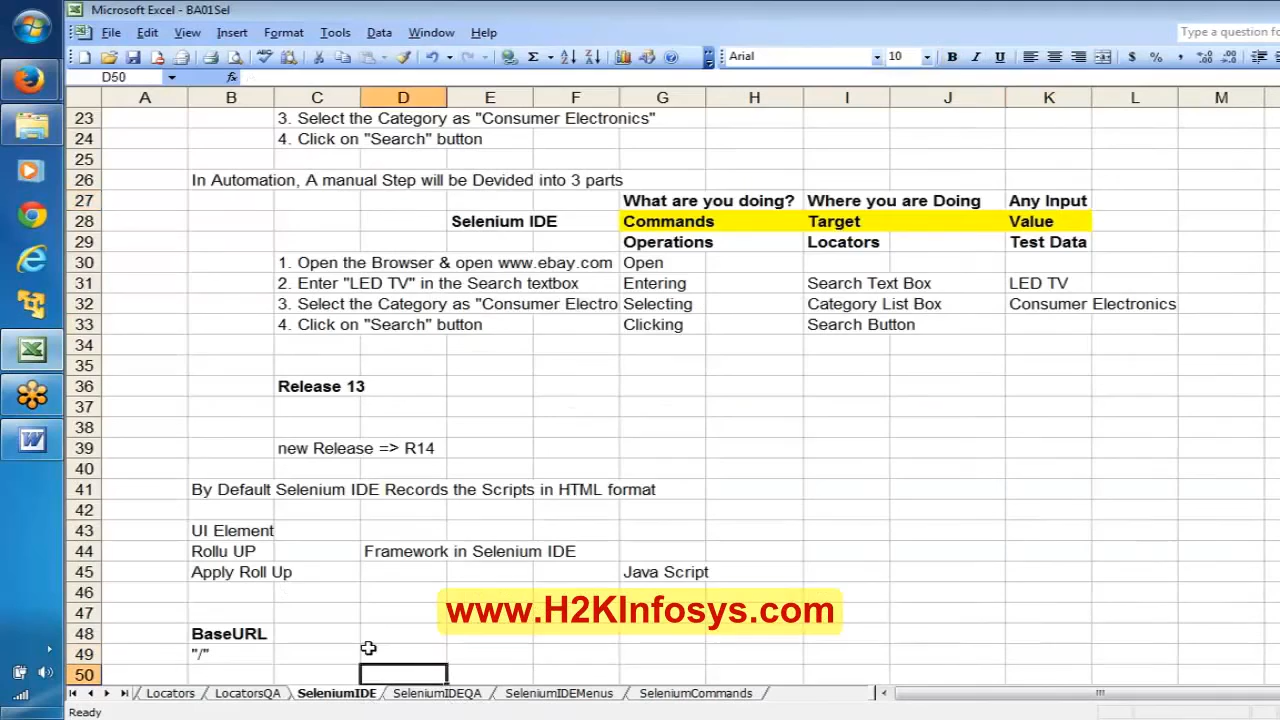 Microsoft Excel - BA01Sel
File Edit View Insert Format Tools Data Window Help
Type a question fo
Arial 10 B I U $ % ,
D50 fx
A B C D E F G H I J K L M
23 3. Select the Category as "Consumer Electronics"
24 4. Click on "Search" button
25
26 In Automation, A manual Step will be Devided into 3 parts
27 What are you doing? Where you are Doing Any Input
28 Selenium IDE Commands Target Value
29 Operations Locators Test Data
30 1. Open the Browser & open www.ebay.com Open
31 2. Enter "LED TV" in the Search textbox Entering Search Text Box LED TV
32 3. Select the Category as "Consumer Electro Selecting Category List Box Consumer Electronics
33 4. Click on "Search" button Clicking Search Button
34
35
36 Release 13
37
38
39 new Release => R14
40
41 By Default Selenium IDE Records the Scripts in HTML format
42
43 UI Element
44 Rollu UP Framework in Selenium IDE
45 Apply Roll Up Java Script
46
47
www.H2KInfosys.com
48 BaseURL
49 "/"
50
Locators LocatorsQA SeleniumIDE SeleniumIDEQA SeleniumIDEMenus SeleniumCommands
Ready